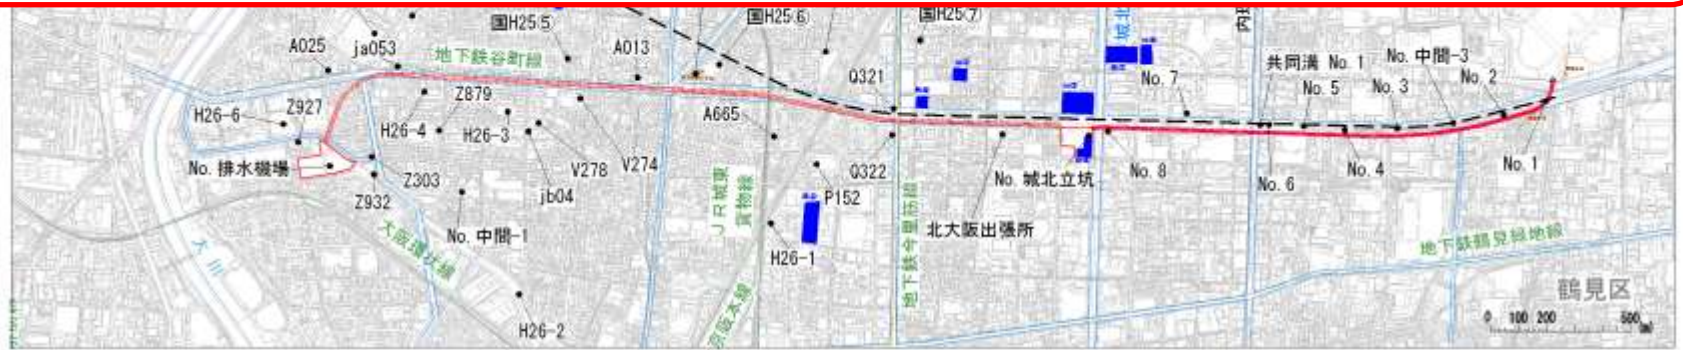 国H25⑤
国H25⑥
国H25⑦
城北
A025
ja053
地下鉄谷町線
A013
Q321
No. 7
共同溝 No. 1
No. 中間-3
No. 2
No. 5
No. 3
H26-6
Z927
Z879
H26-4
H26-3
A665
No. 排水機場
Z303
V278
V274
Q322
No. 城北立坑
No. 8
No. 6
No. 4
No. 1
Z932
jb04
P152
JR城東
貨物線
No. 中間-1
大川
大阪環状線
H26-1
地下鉄今里筋線
北大阪出張所
地下鉄鶴見緑地線
H26-2
京阪本線
鶴見区
0 100 200 500(m)